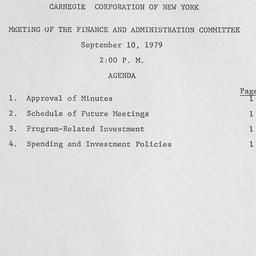 CARNEGIE CORPORATION OF NEW YORK
MEETING OF THE FINANCE AND ADMINISTRATION COMMITTEE
September 10, 1979
2:00 P. M.
AGENDA
Page
1. Approval of Minutes 1
2. Schedule of Future Meetings 1
3. Program-Related Investment 1
4. Spending and Investment Policies 1